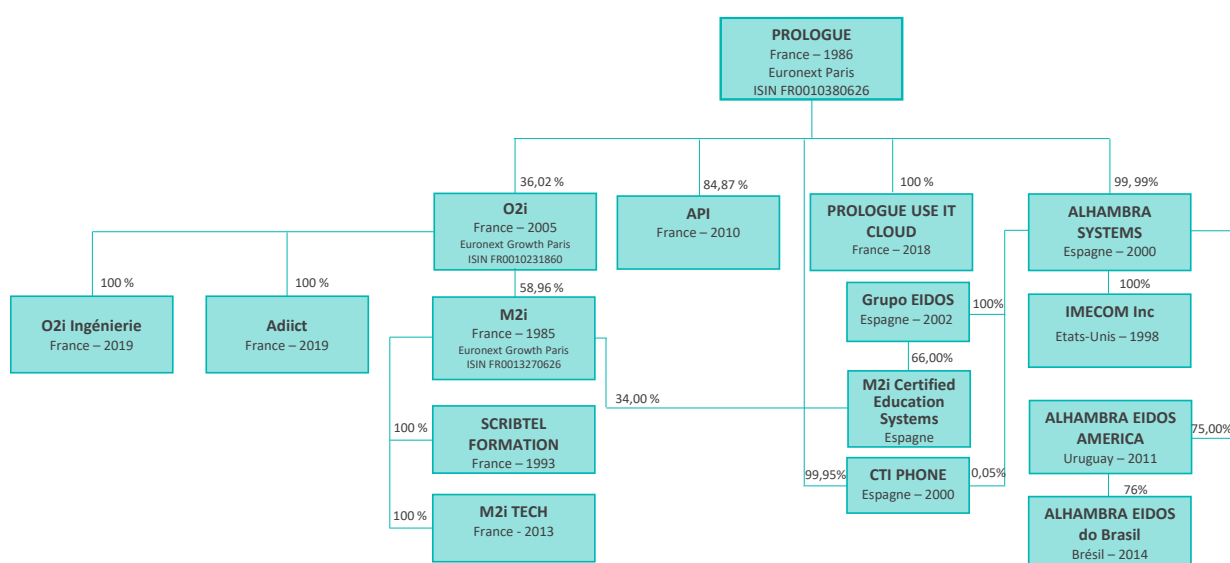 PROLOGUE
France – 1986
Euronext Paris
ISIN FR0010380626
36,02 %
84,87 %
100 %
99, 99%
O2i
France – 2005
Euronext Growth Paris
ISIN FR0010231860
API
France – 2010
PROLOGUE USE IT
CLOUD
France – 2018
ALHAMBRA
SYSTEMS
Espagne – 2000
100 %
100 %
58,96 %
100%
100%
O2i Ingénierie
France – 2019
Adiict
France – 2019
M2i
France – 1985
Euronext Growth Paris
ISIN FR0013270626
Grupo EIDOS
Espagne – 2002
IMECOM Inc
Etats-Unis – 1998
66,00%
34,00 %
M2i Certified
Education
Systems
Espagne
100 %
SCRIBTEL
FORMATION
France – 1993
ALHAMBRA EIDOS
AMERICA
Uruguay – 2011
75,00%
99,95%
CTI PHONE
Espagne – 2000
0,05%
76%
100 %
M2i TECH
France - 2013
ALHAMBRA EIDOS
do Brasil
Brésil – 2014